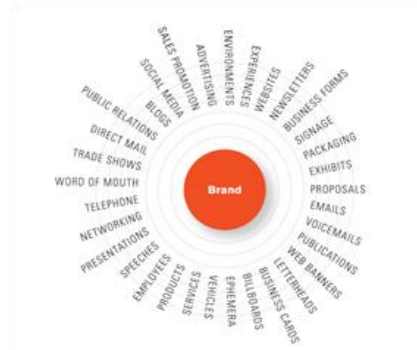 Brand
ENVIRONMENTS
EXPERIENCES
WEBSITES
NEWSLETTERS
BUSINESS FORMS
SIGNAGE
PACKAGING
EXHIBITS
PROPOSALS
EMAILS
VOICEMAILS
PUBLICATIONS
WEB BANNERS
LETTERHEADS
BUSINESS CARDS
BILLBOARDS
EPHEMERA
VEHICLES
SERVICES
PRODUCTS
EMPLOYEES
SPEECHES
PRESENTATIONS
NETWORKING
TELEPHONE
WORD OF MOUTH
TRADE SHOWS
DIRECT MAIL
PUBLIC RELATIONS
BLOGS
SOCIAL MEDIA
SALES PROMOTION
ADVERTISING